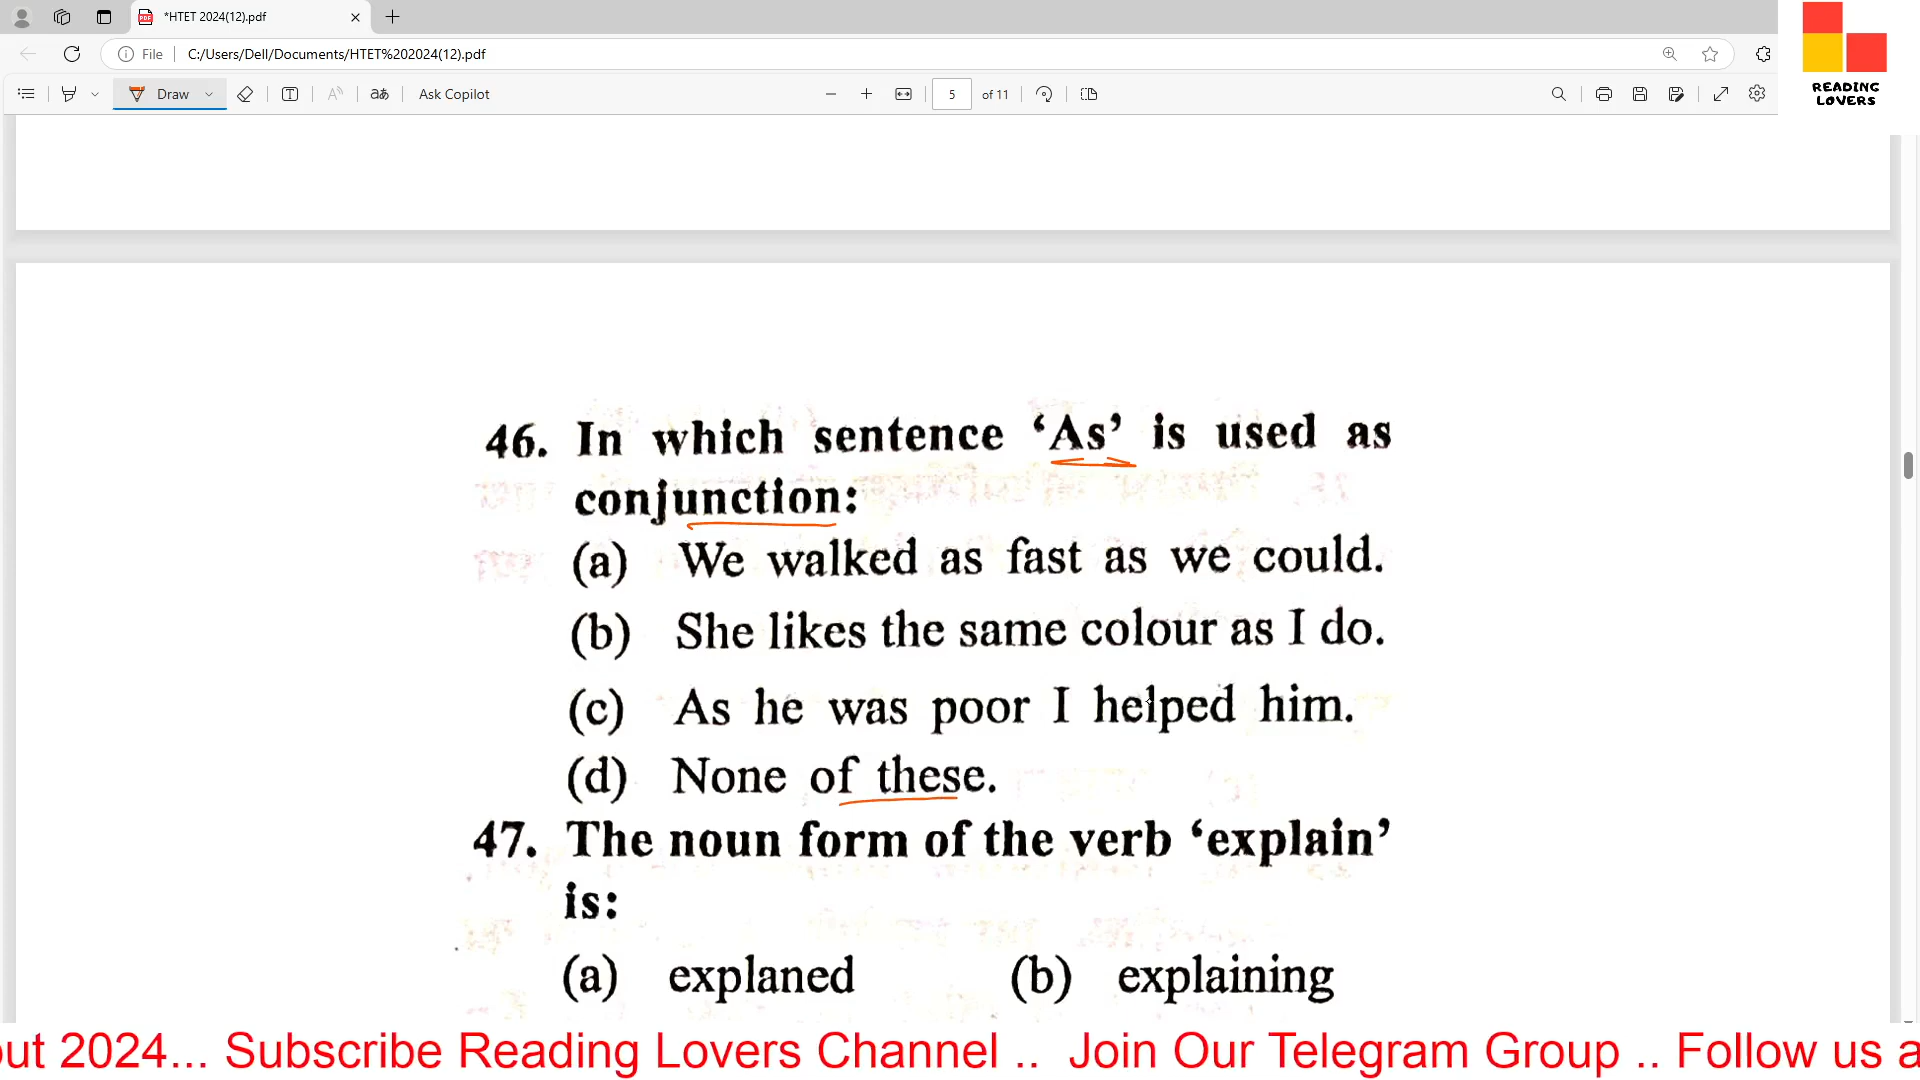 *HTET 2024(12).pdf
File
C:/Users/Dell/Documents/HTET%202024(12).pdf
Draw
Ask Copilot
5
of 11
READING
LOVERS
46. In which sentence ‘As’ is used as
conjunction:
(a) We walked as fast as we could.
(b) She likes the same colour as I do.
(c) As he was poor I helped him.
(d) None of these.
47. The noun form of the verb ‘explain’
is:
(a) explaned (b) explaining
out 2024... Subscribe Reading Lovers Channel .. Join Our Telegram Group .. Follow us a